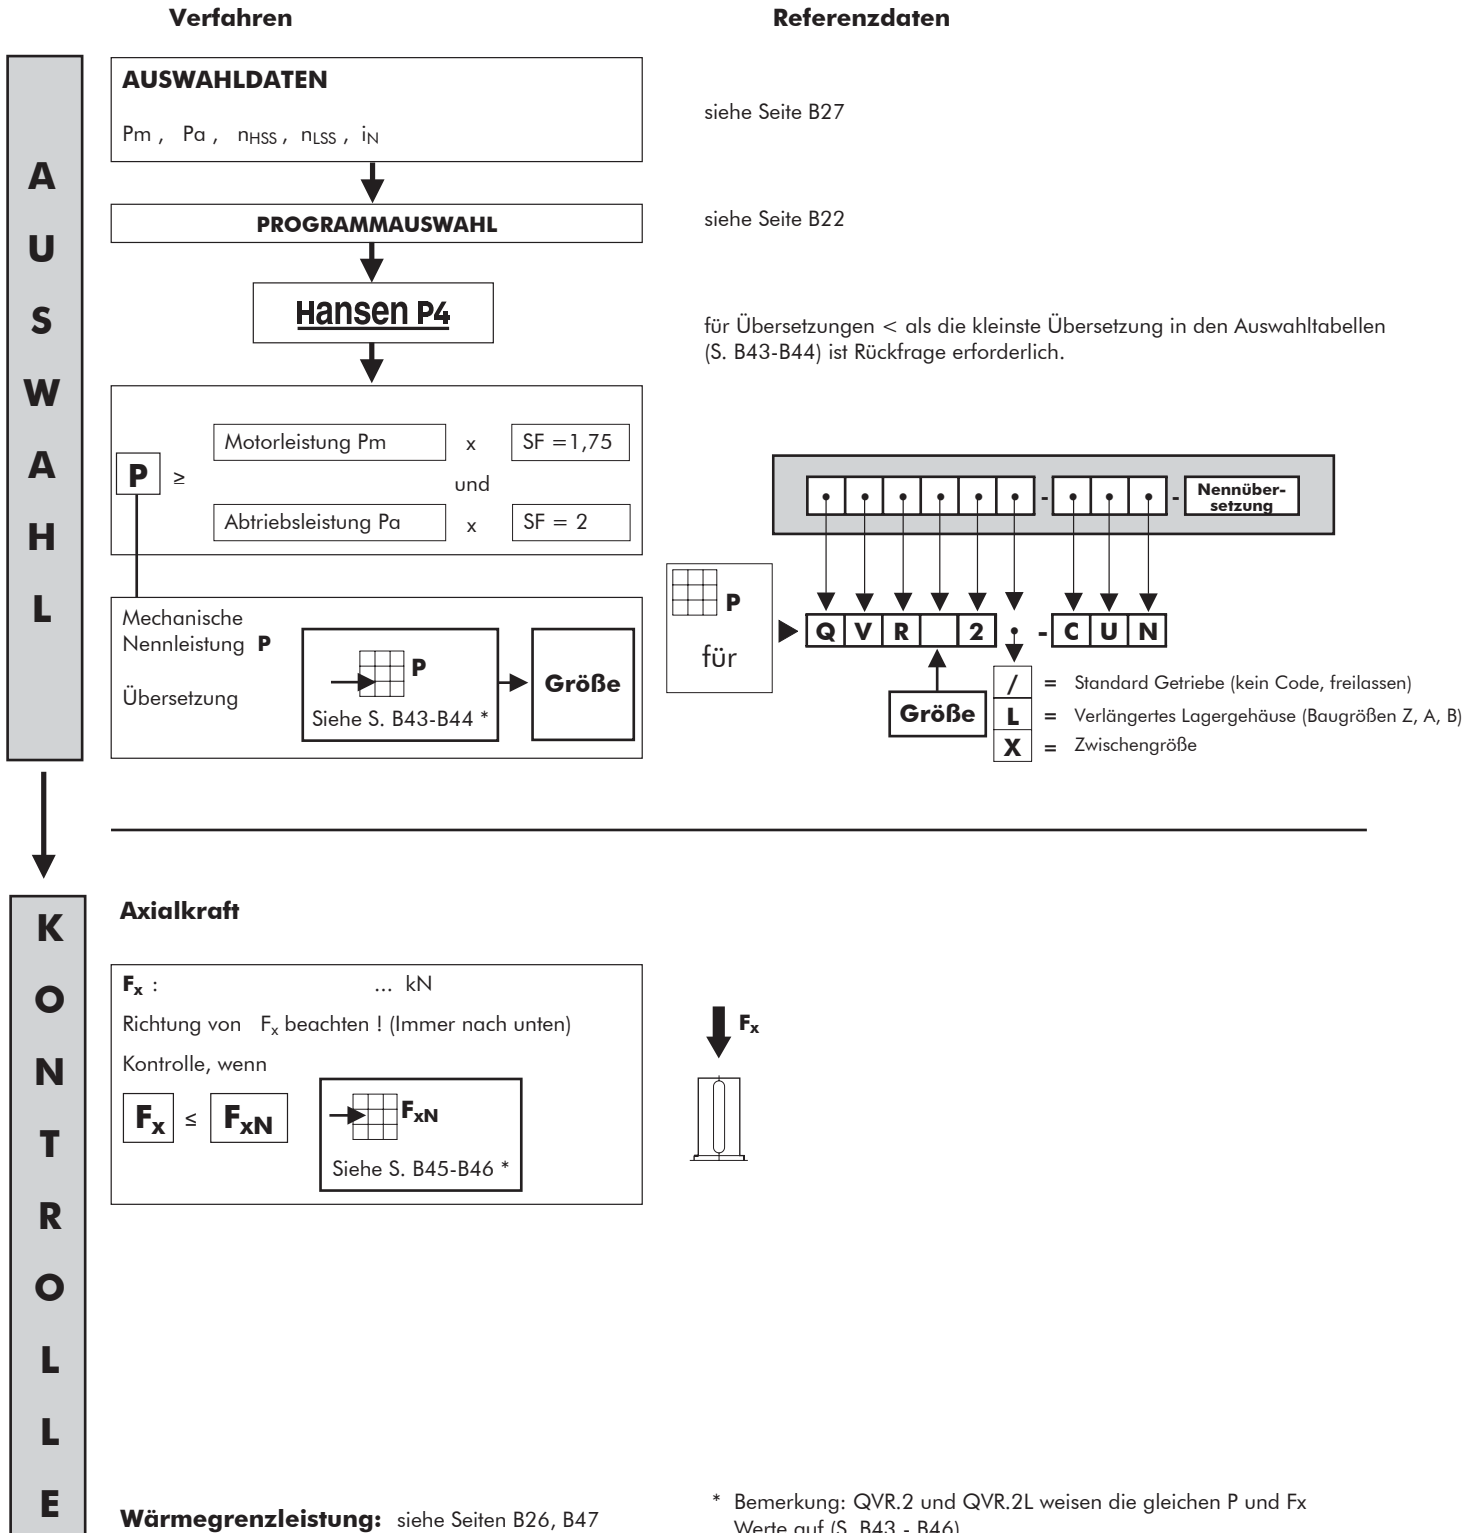 Verfahren
Referenzdaten
AUSWAHL
AUSWAHLDATEN
Pm , Pa , nHSS , nLSS , iN
siehe Seite B27
PROGRAMMAUSWAHL
siehe Seite B22
Hansen P4
für Übersetzungen < als die kleinste Übersetzung in den Auswahltabellen
(S. B43-B44) ist Rückfrage erforderlich.
P ≥
Motorleistung Pm x SF = 1,75
und
Abtriebsleistung Pa x SF = 2
- - Nennüber-
setzung
Mechanische
Nennleistung P
Übersetzung
P
Siehe S. B43-B44 *
Größe
P
für
Q V R 2 . - C U N
Größe
/ = Standard Getriebe (kein Code, freilassen)
L = Verlängertes Lagergehäuse (Baugrößen Z, A, B)
X = Zwischengröße
KONTROLLE
Axialkraft
Fx : ... kN
Richtung von Fx beachten ! (Immer nach unten)
Kontrolle, wenn
Fx ≤ FxN
FxN
Siehe S. B45-B46 *
Fx
Wärmegrenzleistung: siehe Seiten B26, B47
* Bemerkung: QVR.2 und QVR.2L weisen die gleichen P und Fx
Werte auf (S. B43 - B46)